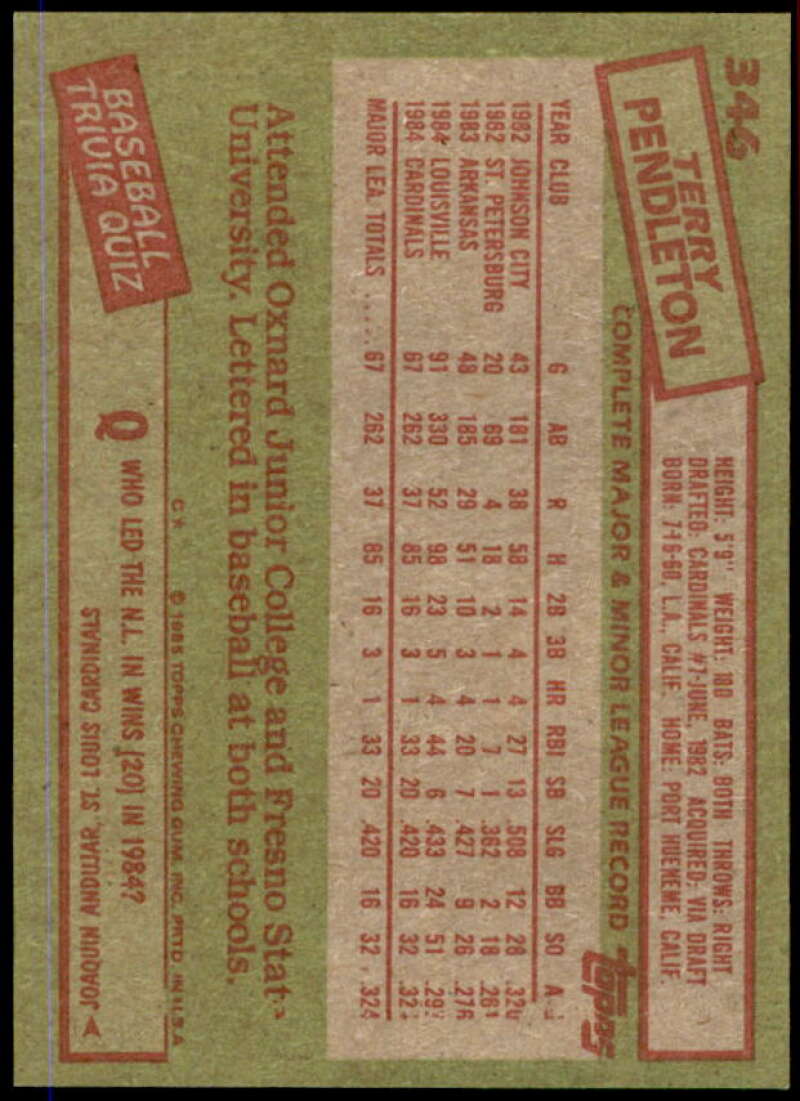 346
TERRY
PENDLETON
HEIGHT: 5'9" WEIGHT: 180 BATS: BOTH THROWS: RIGHT
DRAFTED: CARDINALS #7-JUNE, 1982 ACQUIRED: VIA DRAFT
BORN: 7-16-60, L.A., CALIF. HOME: PORT HUENEME, CALIF.
COMPLETE MAJOR & MINOR LEAGUE RECORD
topps
YEAR CLUB G AB R H 2B 3B HR RBI SB SLG BB SO
1982 JOHNSON CITY 43 181 38 58 14 4 4 27 13 .508 12 28
1982 ST. PETERSBURG 20 69 4 18 2 1 1 7 1 .362 2 18 .261
1983 ARKANSAS 48 185 29 51 10 3 4 20 7 .427 9 26 .276
1984 LOUISVILLE 91 330 52 98 23 5 4 44 6 .433 24 51
1984 CARDINALS 67 262 37 85 16 3 1 33 20 .420 16 32
MAJOR LEA. TOTALS ..... 67 262 37 85 16 3 1 33 20 .420 16 32 .324
Attended Oxnard Junior College and Fresno State
University. Lettered in baseball at both schools.
C* © 1985 TOPPS CHEWING GUM, INC. PRTD. IN U.S.A.
BASEBALL
TRIVIA QUIZ
Q WHO LED THE N.L. IN WINS (20) IN 1984?
JOAQUIN ANDUJAR, ST. LOUIS CARDINALS